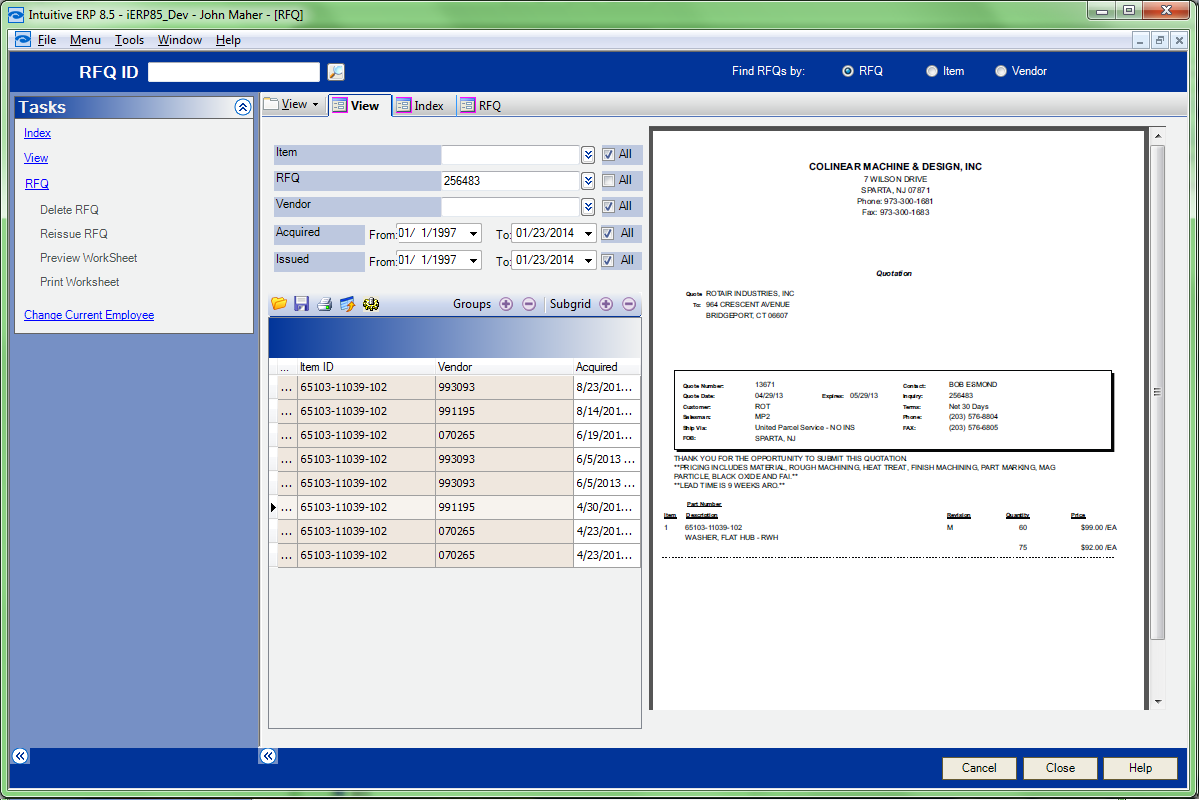 Intuitive ERP 8.5 - iERP85_Dev - John Maher - [RFQ]
File Menu Tools Window Help
RFQ ID
Find RFQs by: RFQ Item Vendor
Tasks
Index
View
RFQ
Delete RFQ
Reissue RFQ
Preview WorkSheet
Print Worksheet
Change Current Employee
View View Index RFQ
Item All
RFQ 256483 All
Vendor All
Acquired From: 01/ 1/1997 To: 01/23/2014 All
Issued From: 01/ 1/1997 To: 01/23/2014 All
Groups Subgrid
... Item ID Vendor Acquired
... 65103-11039-102 993093 8/23/201...
... 65103-11039-102 991195 8/14/201...
... 65103-11039-102 070265 6/19/201...
... 65103-11039-102 993093 6/5/2013 ...
... 65103-11039-102 993093 6/5/2013 ...
... 65103-11039-102 991195 4/30/201...
... 65103-11039-102 070265 4/23/201...
... 65103-11039-102 070265 4/23/201...
COLINEAR MACHINE & DESIGN, INC
7 WILSON DRIVE
SPARTA, NJ 07871
Phone: 973-300-1681
Fax: 973-300-1683
Quotation
Quote ROTAIR INDUSTRIES, INC
To: 964 CRESCENT AVENUE
BRIDGEPORT, CT 06607
Quote Number: 13671 Contact: BOB ESMOND
Quote Date: 04/29/13 Expires: 05/29/13 Inquiry: 256483
Customer: ROT Terms: Net 30 Days
Salesman: MP2 Phone: (203) 576-8804
Ship Via: United Parcel Service - NO INS FAX: (203) 576-6805
FOB: SPARTA, NJ
THANK YOU FOR THE OPPORTUNITY TO SUBMIT THIS QUOTATION.
**PRICING INCLUDES MATERIAL, ROUGH MACHINING, HEAT TREAT, FINISH MACHINING, PART MARKING, MAG
PARTICLE, BLACK OXIDE AND FAI.**
**LEAD TIME IS 9 WEEKS ARO.**
Part Number
Item Description Revision Quantity Price
1 65103-11039-102 M 60 $99.00 /EA
WASHER, FLAT HUB - RWH
75 $92.00 /EA
Cancel Close Help